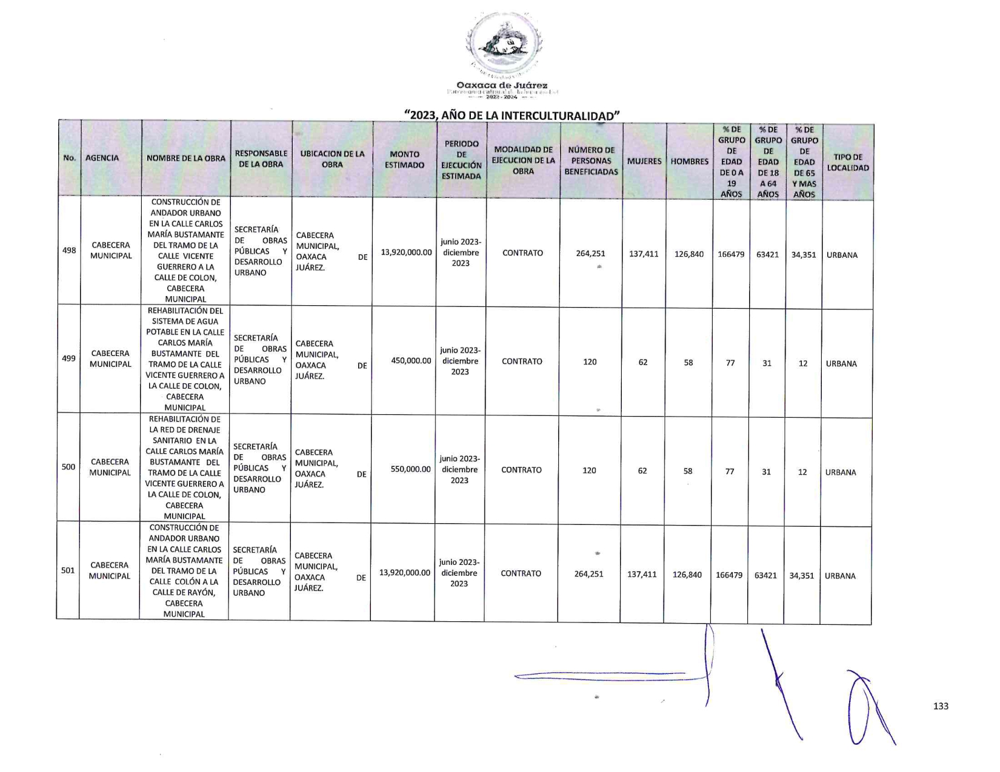 Oaxaca de Juárez
2022 - 2024
“2023, AÑO DE LA INTERCULTURALIDAD”
No.
AGENCIA
NOMBRE DE LA OBRA
RESPONSABLE
DE LA OBRA
UBICACION DE LA
OBRA
MONTO
ESTIMADO
PERIODO
DE
EJECUCIÓN
ESTIMADA
MODALIDAD DE
EJECUCION DE LA
OBRA
NÚMERO DE
PERSONAS
BENEFICIADAS
MUJERES
HOMBRES
% DE
GRUPO
DE
EDAD
DE 0 A
19
AÑOS
% DE
GRUPO
DE
EDAD
DE 18
A 64
AÑOS
% DE
GRUPO
DE
EDAD
DE 65
Y MAS
AÑOS
TIPO DE
LOCALIDAD
498
CABECERA
MUNICIPAL
CONSTRUCCIÓN DE
ANDADOR URBANO
EN LA CALLE CARLOS
MARÍA BUSTAMANTE
DEL TRAMO DE LA
CALLE VICENTE
GUERRERO A LA
CALLE DE COLON,
CABECERA
MUNICIPAL
SECRETARÍA
DE OBRAS
PÚBLICAS Y
DESARROLLO
URBANO
CABECERA
MUNICIPAL,
OAXACA DE
JUÁREZ.
13,920,000.00
junio 2023-
diciembre
2023
CONTRATO
264,251
137,411
126,840
166479
63421
34,351
URBANA
499
CABECERA
MUNICIPAL
REHABILITACIÓN DEL
SISTEMA DE AGUA
POTABLE EN LA CALLE
CARLOS MARÍA
BUSTAMANTE DEL
TRAMO DE LA CALLE
VICENTE GUERRERO A
LA CALLE DE COLON,
CABECERA
MUNICIPAL
SECRETARÍA
DE OBRAS
PÚBLICAS Y
DESARROLLO
URBANO
CABECERA
MUNICIPAL,
OAXACA DE
JUÁREZ.
450,000.00
junio 2023-
diciembre
2023
CONTRATO
120
62
58
77
31
12
URBANA
500
CABECERA
MUNICIPAL
REHABILITACIÓN DE
LA RED DE DRENAJE
SANITARIO EN LA
CALLE CARLOS MARÍA
BUSTAMANTE DEL
TRAMO DE LA CALLE
VICENTE GUERRERO A
LA CALLE DE COLON,
CABECERA
MUNICIPAL
SECRETARÍA
DE OBRAS
PÚBLICAS Y
DESARROLLO
URBANO
CABECERA
MUNICIPAL,
OAXACA DE
JUÁREZ.
550,000.00
junio 2023-
diciembre
2023
CONTRATO
120
62
58
77
31
12
URBANA
501
CABECERA
MUNICIPAL
CONSTRUCCIÓN DE
ANDADOR URBANO
EN LA CALLE CARLOS
MARÍA BUSTAMANTE
DEL TRAMO DE LA
CALLE COLÓN A LA
CALLE DE RAYÓN,
CABECERA
MUNICIPAL
SECRETARÍA
DE OBRAS
PÚBLICAS Y
DESARROLLO
URBANO
CABECERA
MUNICIPAL,
OAXACA DE
JUÁREZ.
13,920,000.00
junio 2023-
diciembre
2023
CONTRATO
264,251
137,411
126,840
166479
63421
34,351
URBANA
133